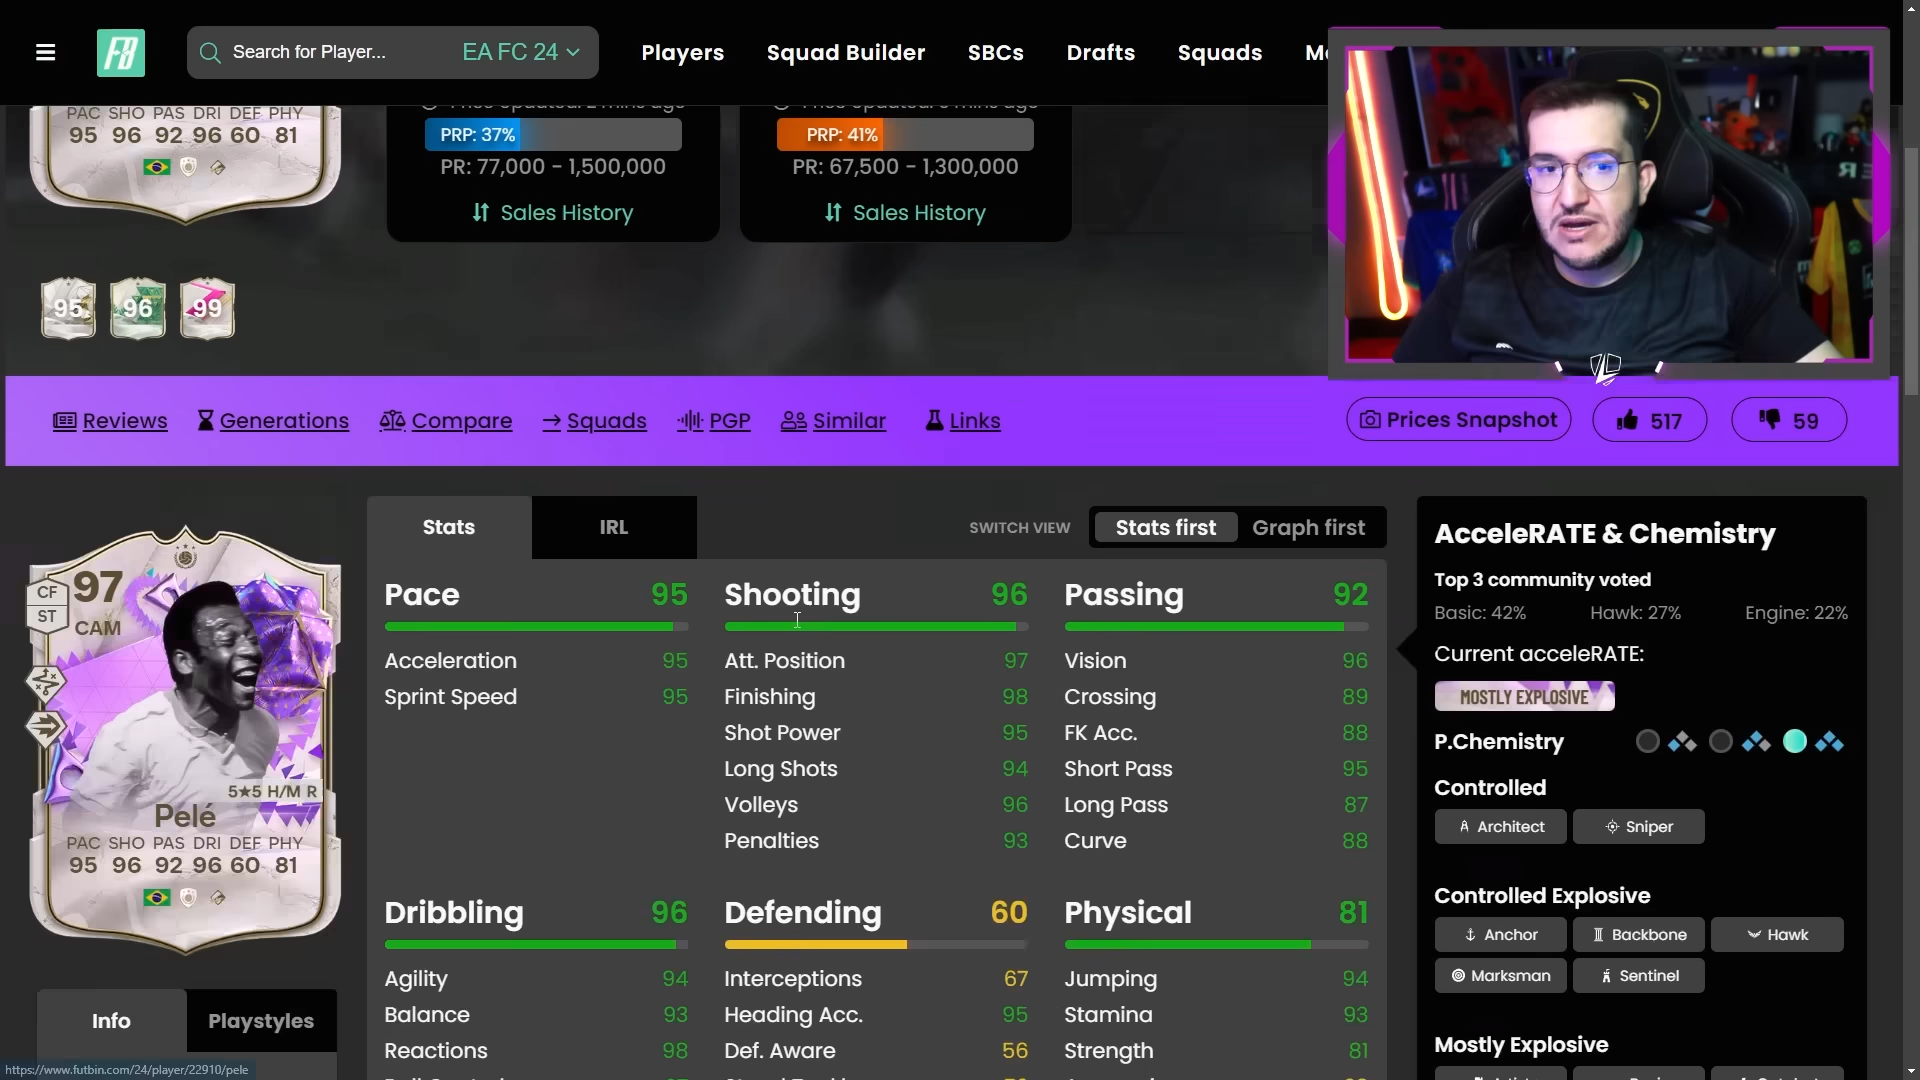 FB
Search for Player...
EA FC 24
Players
Squad Builder
SBCs
Drafts
Squads
PAC SHO PAS DRI DEF PHY
95 96 92 96 60 81
PRP: 37%
PR: 77,000 - 1,500,000
Sales History
PRP: 41%
PR: 67,500 - 1,300,000
Sales History
95
96
99
Reviews
Generations
Compare
Squads
PGP
Similar
Links
Prices Snapshot
517
59
97
CAM
CF
ST
5★5 H/M R
Pelé
PAC SHO PAS DRI DEF PHY
95 96 92 96 60 81
Info
Playstyles
Stats
IRL
SWITCH VIEW
Stats first
Graph first
Pace 95
Acceleration 95
Sprint Speed 95
Shooting 96
Att. Position 97
Finishing 98
Shot Power 95
Long Shots 94
Volleys 96
Penalties 93
Passing 92
Vision 96
Crossing 89
FK Acc. 88
Short Pass 95
Long Pass 87
Curve 88
Dribbling 96
Agility 94
Balance 93
Reactions 98
Defending 60
Interceptions 67
Heading Acc. 95
Def. Aware 56
Physical 81
Jumping 94
Stamina 93
Strength 81
AcceleRATE & Chemistry
Top 3 community voted
Basic: 42% Hawk: 27% Engine: 22%
Current acceleRATE:
MOSTLY EXPLOSIVE
P.Chemistry
Controlled
Architect
Sniper
Controlled Explosive
Anchor
Backbone
Hawk
Marksman
Sentinel
Mostly Explosive
https://www.futbin.com/24/player/22910/pele